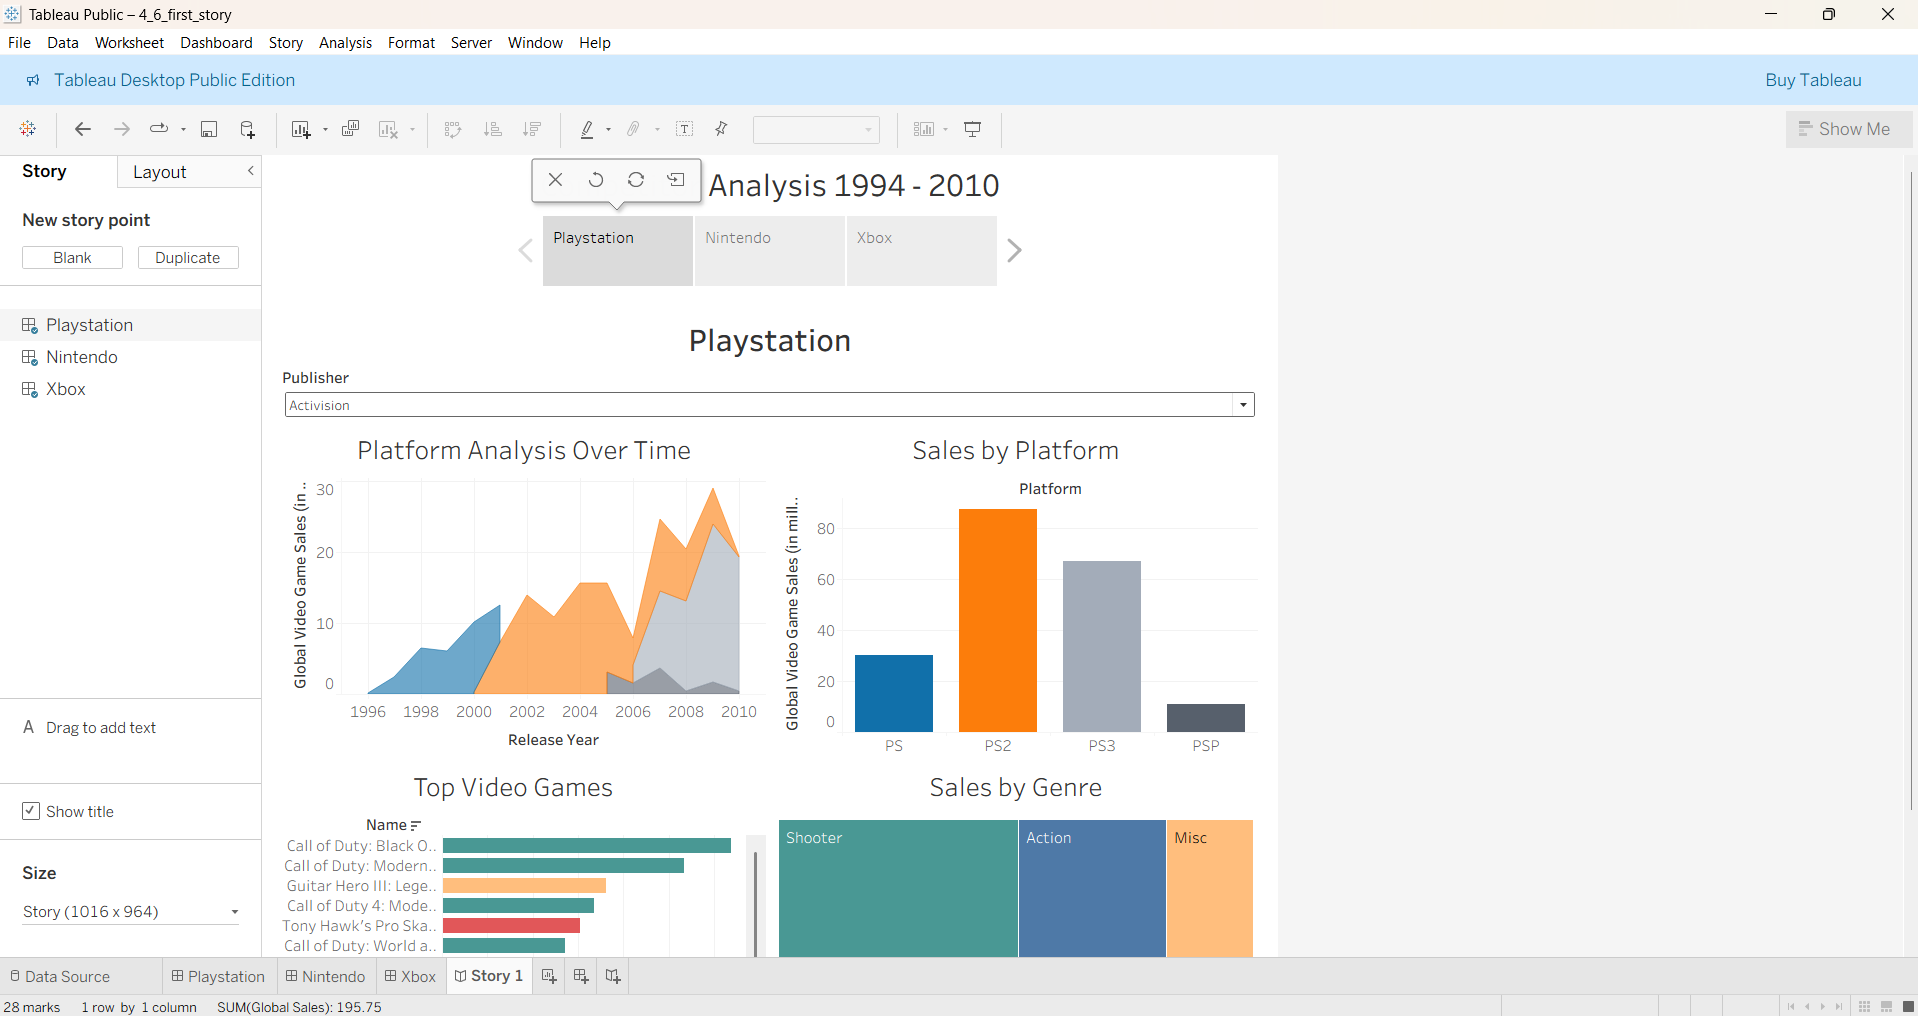 Tableau Public – 4_6_first_story
File Data Worksheet Dashboard Story Analysis Format Server Window Help
Tableau Desktop Public Edition
Buy Tableau
Show Me
Story
Layout
New story point
Blank
Duplicate
Playstation
Nintendo
Xbox
A Drag to add text
Show title
Size
Story (1016 x 964)
Analysis 1994 - 2010
Playstation
Nintendo
Xbox
Playstation
Publisher
Activision
Platform Analysis Over Time
Global Video Game Sales (in ..
30
20
10
0
1996 1998 2000 2002 2004 2006 2008 2010
Release Year
Sales by Platform
Platform
Global Video Game Sales (in mill..
80
60
40
20
0
PS PS2 PS3 PSP
Top Video Games
Name
Call of Duty: Black O..
Call of Duty: Modern..
Guitar Hero III: Lege..
Call of Duty 4: Mode..
Tony Hawk's Pro Ska..
Call of Duty: World a..
Sales by Genre
Shooter
Action
Misc
Data Source
Playstation
Nintendo
Xbox
Story 1
28 marks 1 row by 1 column SUM(Global Sales): 195.75